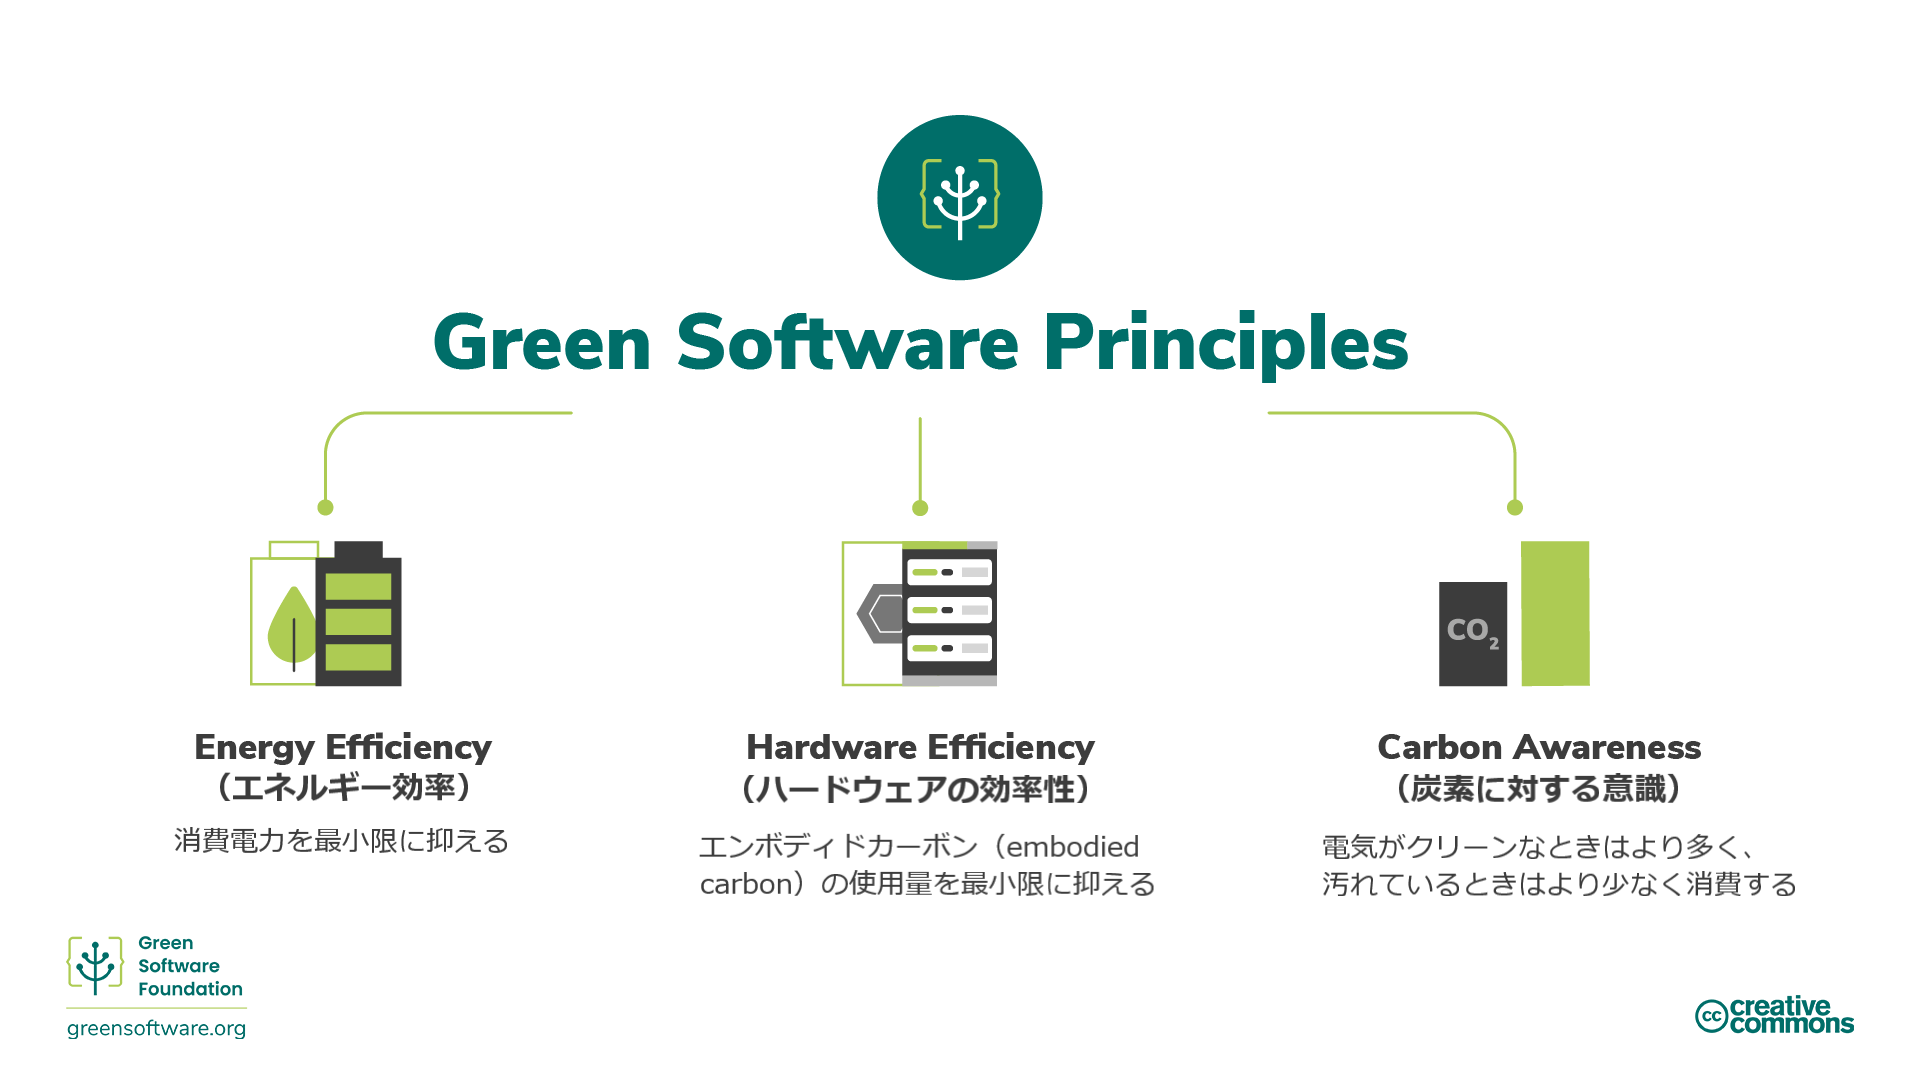 Green Software Principles
CO2
Energy Efficiency
（エネルギー効率）
消費電力を最小限に抑える
Hardware Efficiency
（ハードウェアの効率性）
エンボディドカーボン（embodied
carbon）の使用量を最小限に抑える
Carbon Awareness
（炭素に対する意識）
電気がクリーンなときはより多く、
汚れているときはより少なく消費する
Green
Software
Foundation
greensoftware.org
cc creative
commons